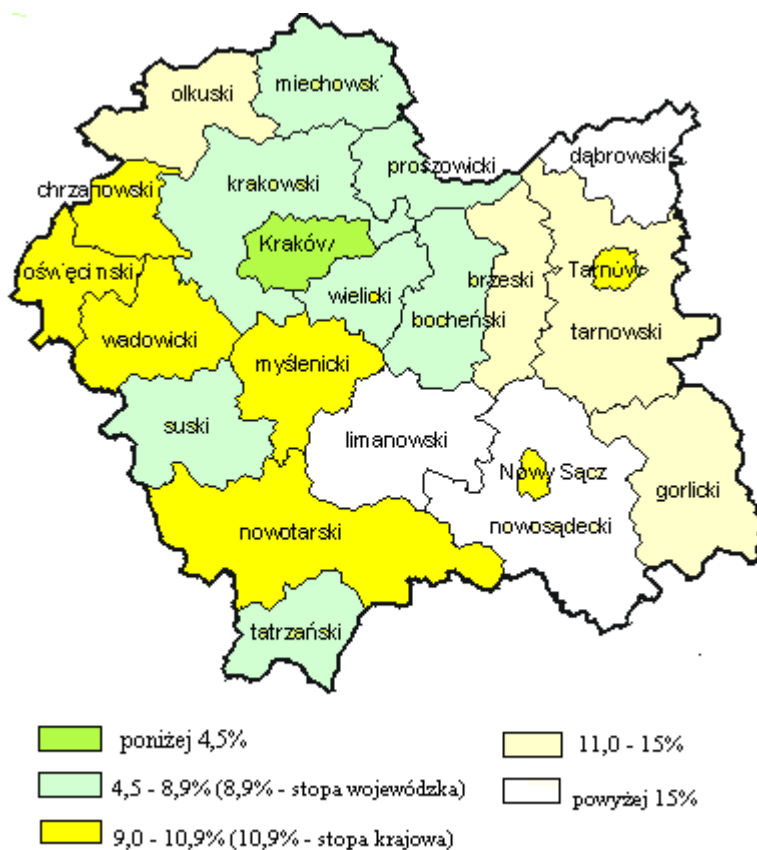 olkuski
miechowski
proszowicki
dąbrowski
chrzanowski
krakowski
Kraków
oświęcimski
wielicki
brzeski
Tarnów
wadowicki
bocheński
tarnowski
myślenicki
suski
limanowski
Nowy Sącz
gorlicki
nowotarski
nowosądecki
tatrzański
poniżej 4,5%
11,0 - 15%
4,5 - 8,9% (8,9% - stopa wojewódzka)
powyżej 15%
9,0 - 10,9% (10,9% - stopa krajowa)